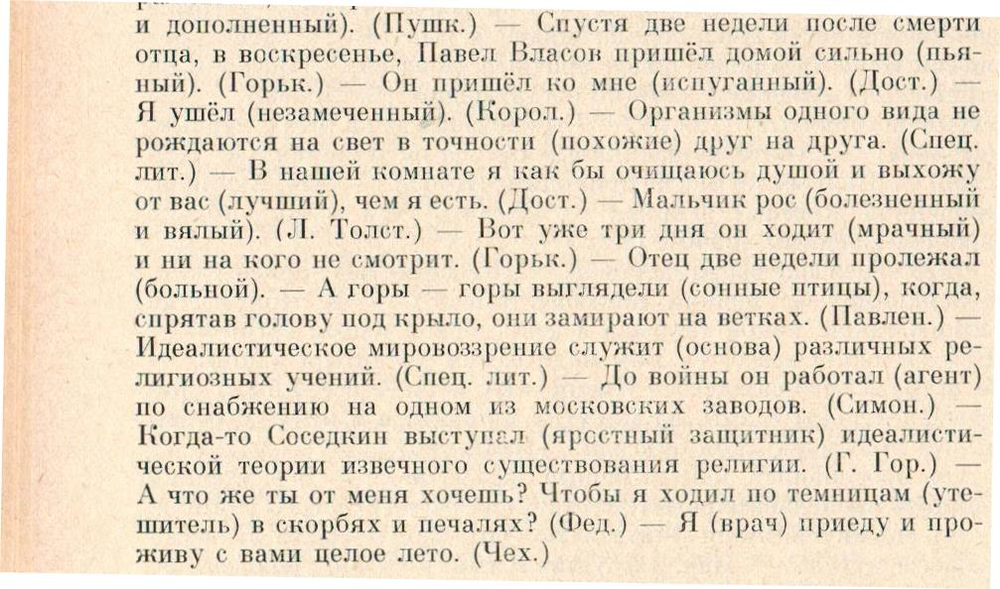 и дополненный). (Пушк.) — Спустя две недели после смерти
отца, в воскресенье, Павел Власов пришёл домой сильно (пья-
ный). (Горьк.) — Он пришёл ко мне (испуганный). (Дост.) —
Я ушёл (незамеченный). (Корол.) — Организмы одного вида не
рождаются на свет в точности (похожие) друг на друга. (Спец.
лит.) — В нашей комнате я как бы очищаюсь душой и выхожу
от вас (лучший), чем я есть. (Дост.) — Мальчик рос (болезненный
и вялый). (Л. Толст.) — Вот уже три дня он ходит (мрачный)
и ни на кого не смотрит. (Горьк.) — Отец две недели пролежал
(больной). — А горы — горы выглядели (сонные птицы), когда,
спрятав голову под крыло, они замирают на ветках. (Павлен.) —
Идеалистическое мировоззрение служит (основа) различных ре-
лигиозных учений. (Спец. лит.) — До войны он работал (агент)
по снабжению на одном из московских заводов. (Симон.) —
Когда-то Соседкин выступал (яростный защитник) идеалисти-
ческой теории извечного существования религии. (Г. Гор.) —
А что же ты от меня хочешь? Чтобы я ходил по темницам (уте-
шитель) в скорбях и печалях? (Фед.) — Я (врач) приеду и про-
живу с вами целое лето. (Чех.)